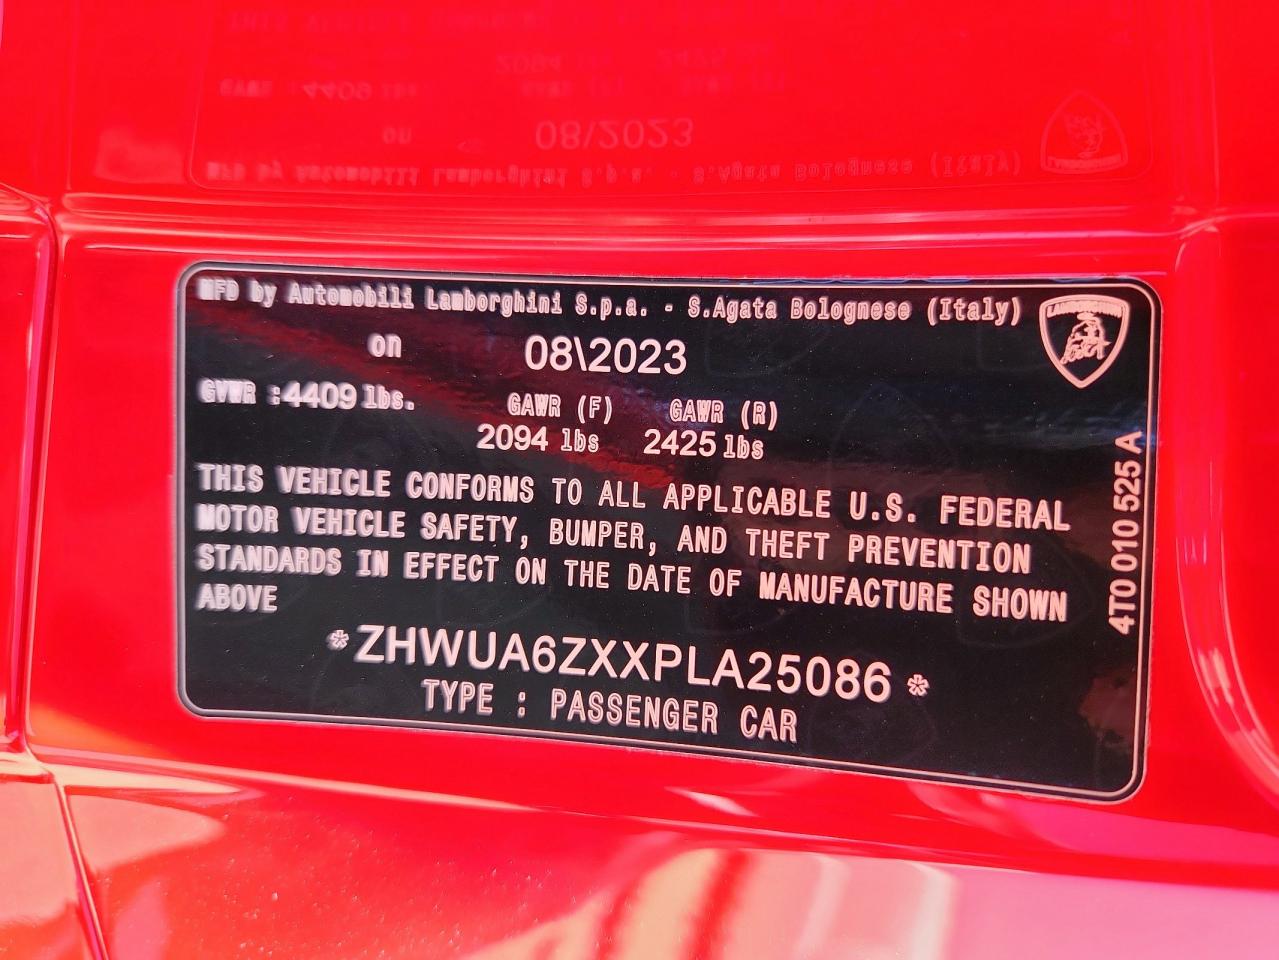 MFD by Automobili Lamborghini S.p.a. - S.Agata Bolognese (Italy)
LAMBORGHINI
on 08\2023
GVWR :4409 lbs. GAWR (F) GAWR (R)
2094 lbs 2425 lbs
THIS VEHICLE CONFORMS TO ALL APPLICABLE U.S. FEDERAL
MOTOR VEHICLE SAFETY, BUMPER, AND THEFT PREVENTION
STANDARDS IN EFFECT ON THE DATE OF MANUFACTURE SHOWN
ABOVE
*ZHWUA6ZXXPLA25086*
TYPE : PASSENGER CAR
4T0 010 525 A